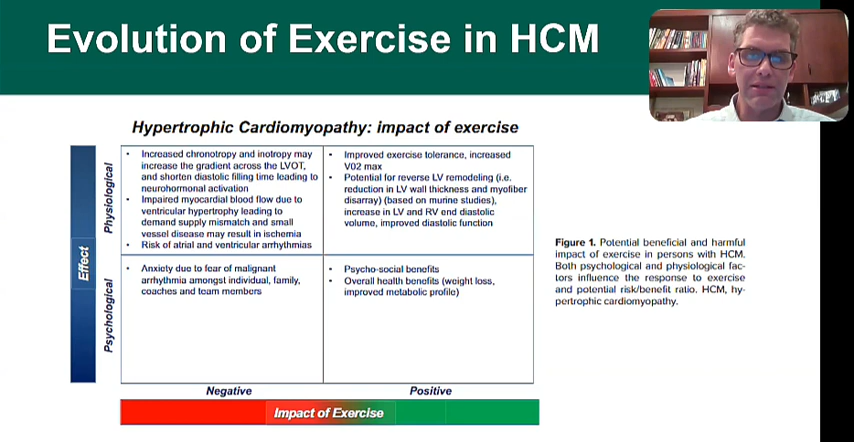 Evolution of Exercise in HCM
Hypertrophic Cardiomyopathy: impact of exercise
Effect
Physiological
• Increased chronotropy and inotropy may
increase the gradient across the LVOT,
and shorten diastolic filling time leading to
neurohormonal activation
• Impaired myocardial blood flow due to
ventricular hypertrophy leading to
demand supply mismatch and small
vessel disease may result in ischemia
• Risk of atrial and ventricular arrhythmias
• Improved exercise tolerance, increased
V02 max
• Potential for reverse LV remodeling (i.e.
reduction in LV wall thickness and myofiber
disarray) (based on murine studies),
increase in LV and RV end diastolic
volume, improved diastolic function
Psychological
• Anxiety due to fear of malignant
arrhythmia amongst individual, family,
coaches and team members
• Psycho-social benefits
• Overall health benefits (weight loss,
improved metabolic profile)
Negative
Positive
Impact of Exercise
Figure 1. Potential beneficial and harmful
impact of exercise in persons with HCM.
Both psychological and physiological fac-
tors influence the response to exercise
and potential risk/benefit ratio. HCM, hy-
pertrophic cardiomyopathy.